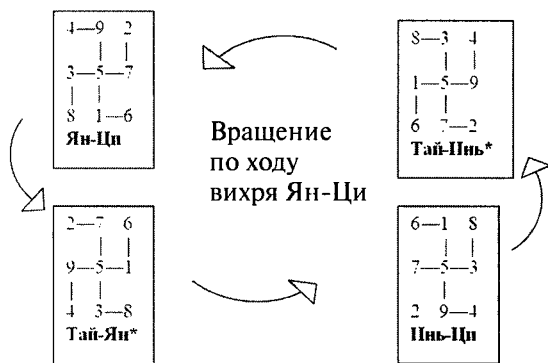 4—9 2
3—5—7
8 1—6
Ян-Ци
8—3 4
1—5—9
6 7—2
Тай-Инь*
Вращение
по ходу
вихря Ян-Ци
2—7 6
9—5—1
4 3—8
Тай-Ян*
6—1 8
7—5—3
2 9—4
Инь-Ци